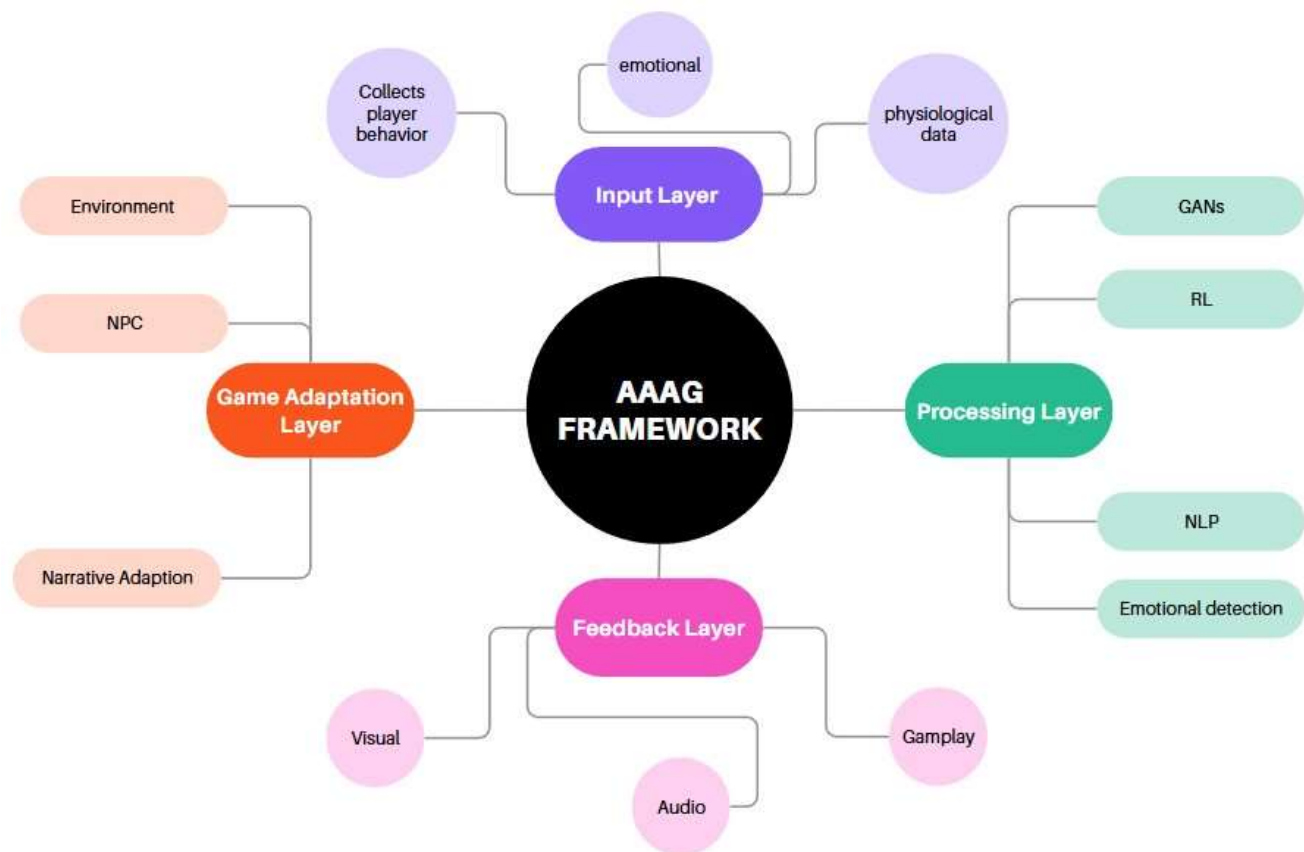 emotional
Collects
player
behavior
physiological
data
Input Layer
Environment
GANs
NPC
RL
Game Adaptation
Layer
AAAG
FRAMEWORK
Processing Layer
NLP
Narrative Adaption
Emotional detection
Feedback Layer
Visual
Gamplay
Audio